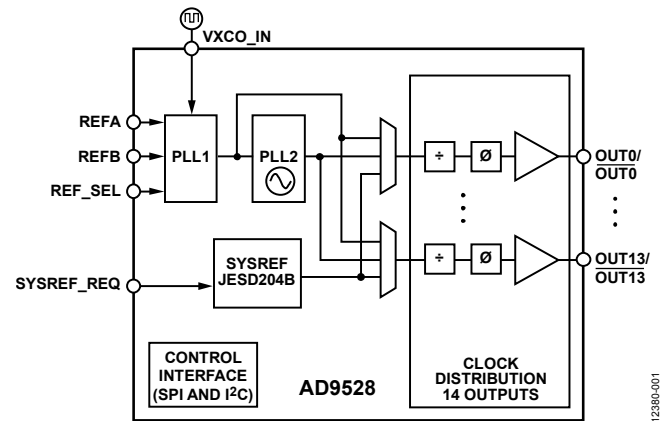 VXCO_IN
REFA
REFB
REF_SEL
PLL1
PLL2
÷
Ø
OUT0/
OUT0
SYSREF_REQ
SYSREF
JESD204B
÷
Ø
OUT13/
OUT13
CONTROL
INTERFACE
(SPI AND I²C)
AD9528
CLOCK
DISTRIBUTION
14 OUTPUTS
12380-001